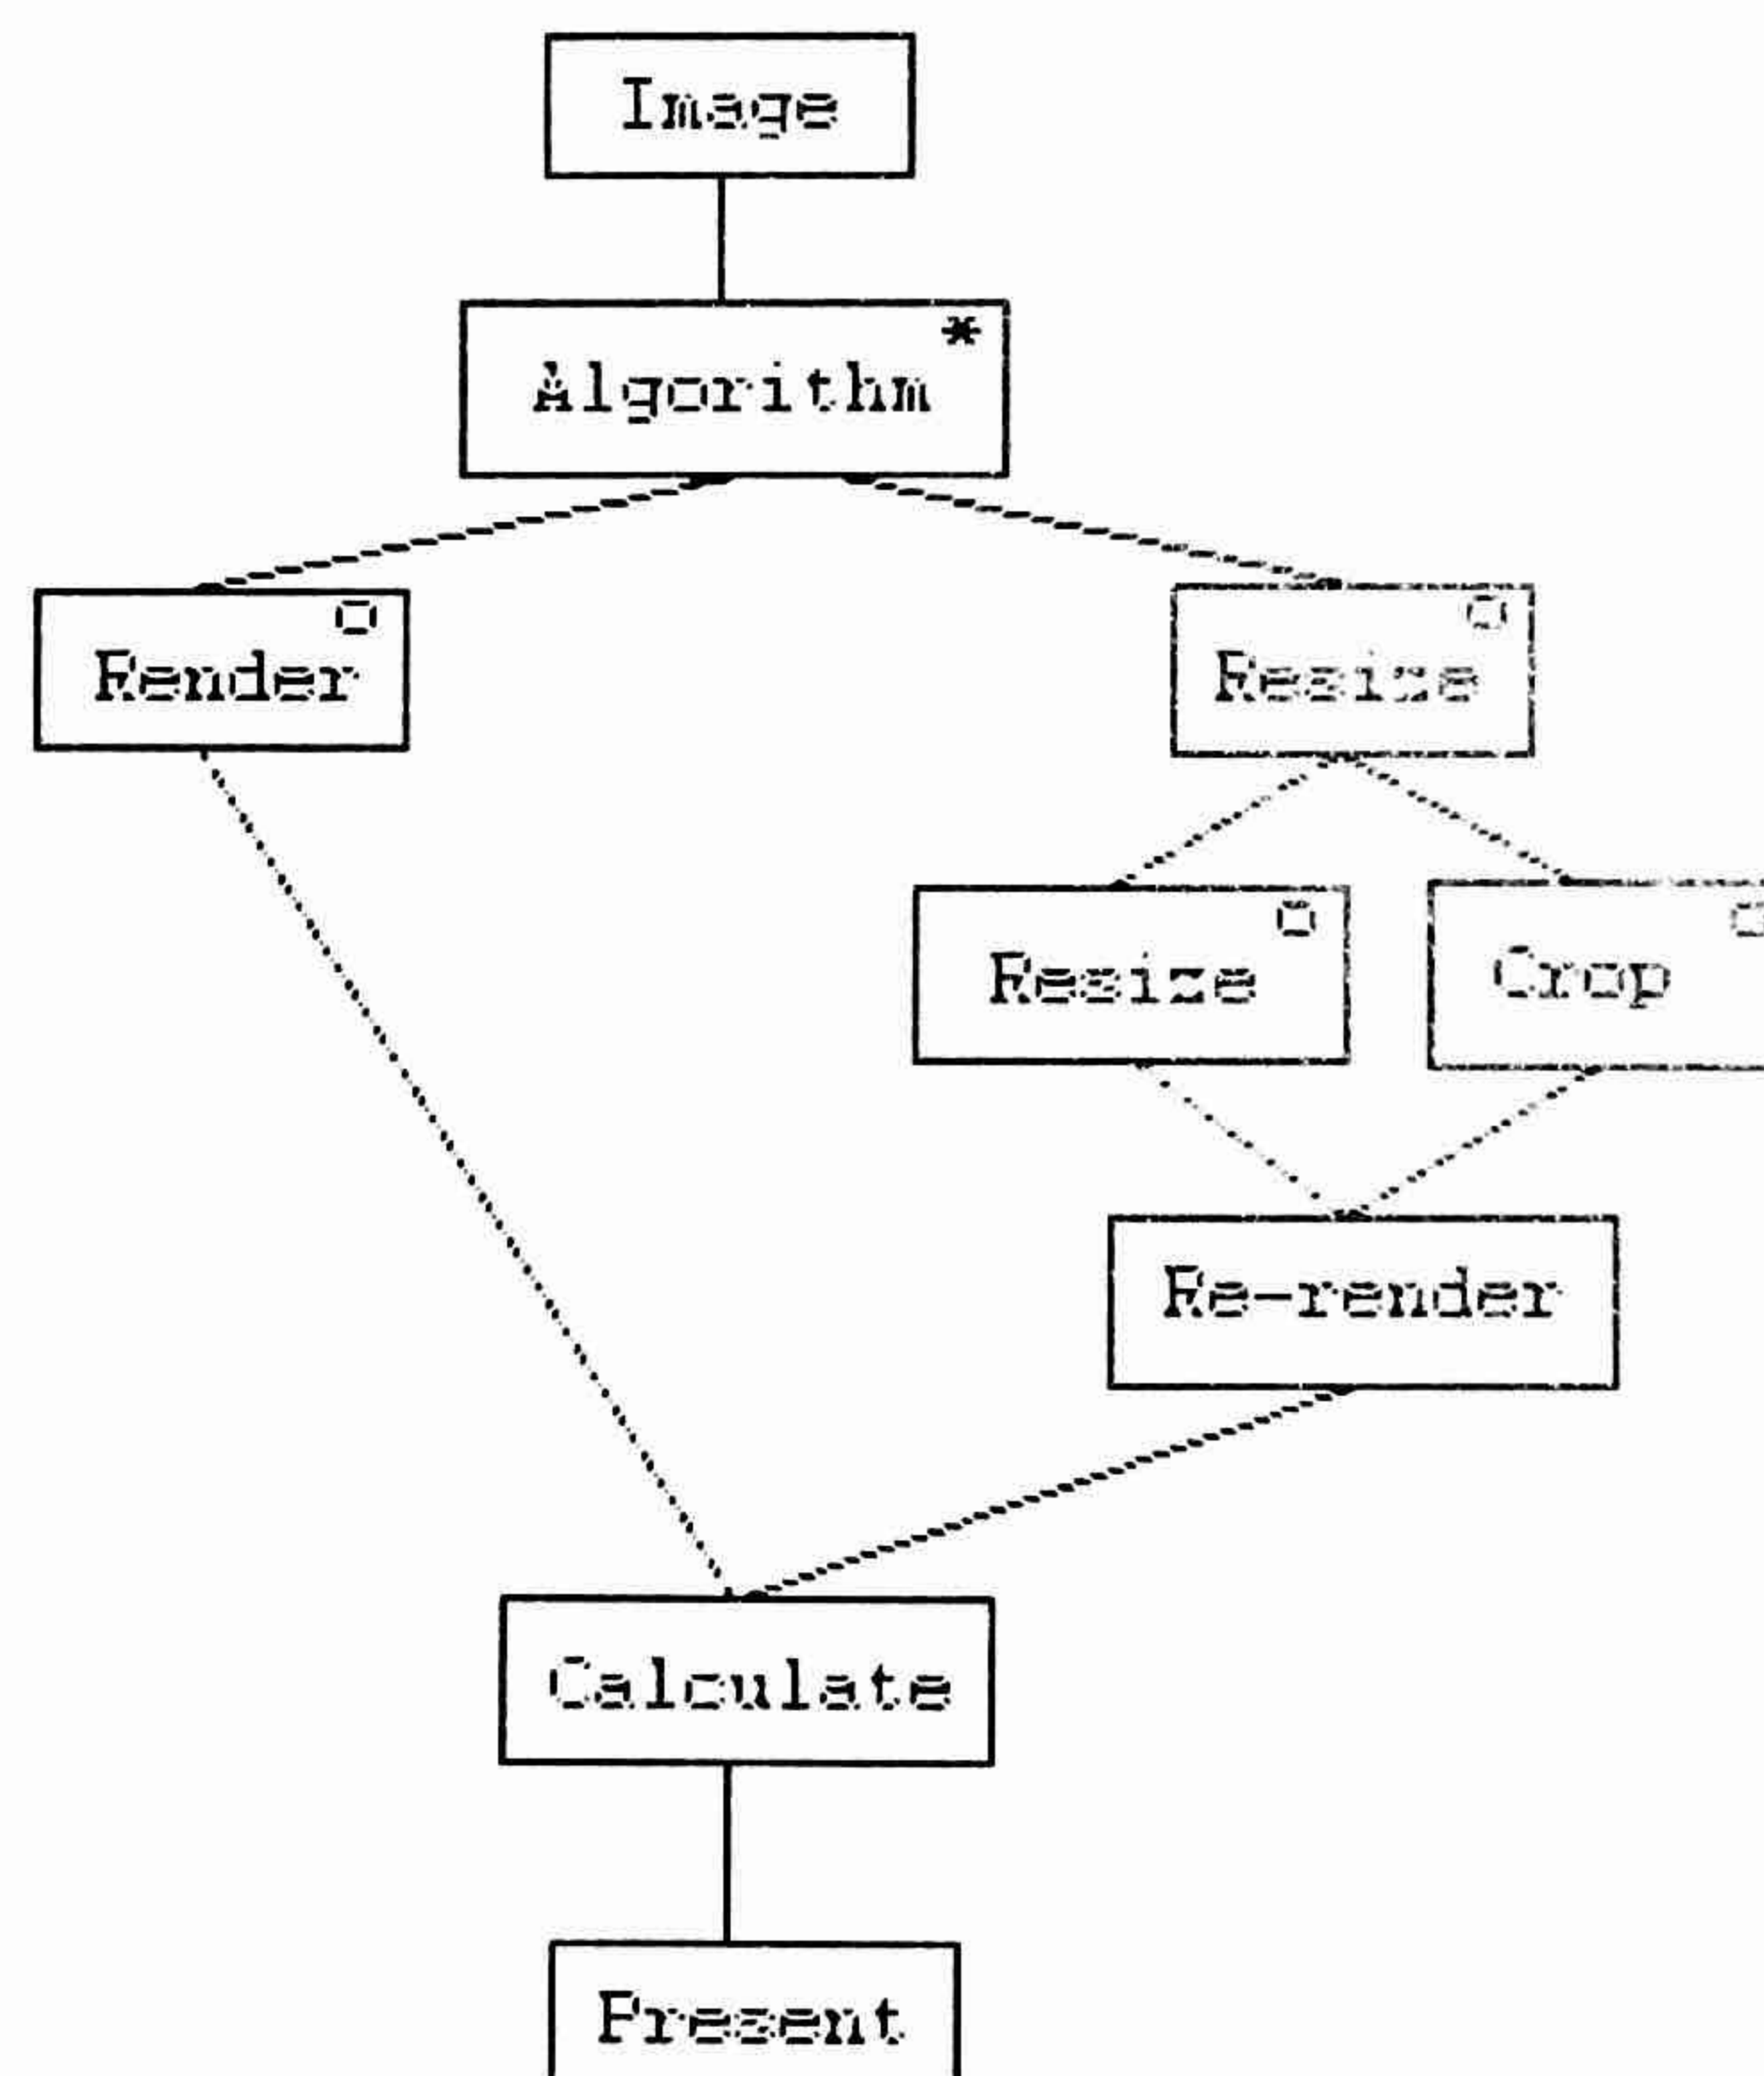 Image
*
Algorithm
Render
Resize
Resize
Crop
Re-render
Calculate
Present